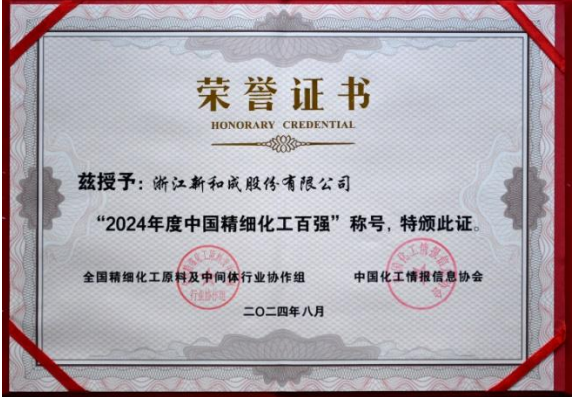 荣誉证书
HONORARY CREDENTIAL
兹授予：浙江新和成股份有限公司
“2024年度中国精细化工百强”称号，特颁此证。
全国精细化工原料及中间体行业协作组 中国化工情报信息协会
二〇二四年八月